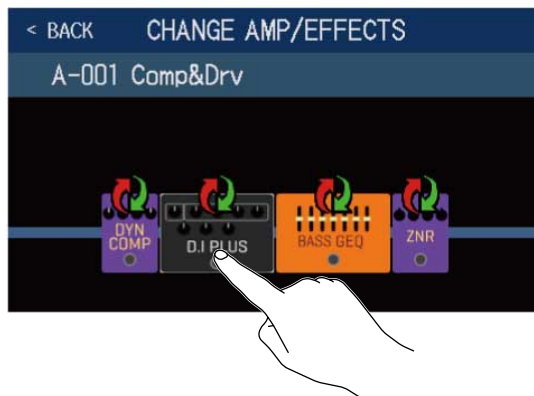 < BACK CHANGE AMP/EFFECTS
A-001 Comp&Drv
DYN
COMP
D.I PLUS
BASS GEQ
ZNR